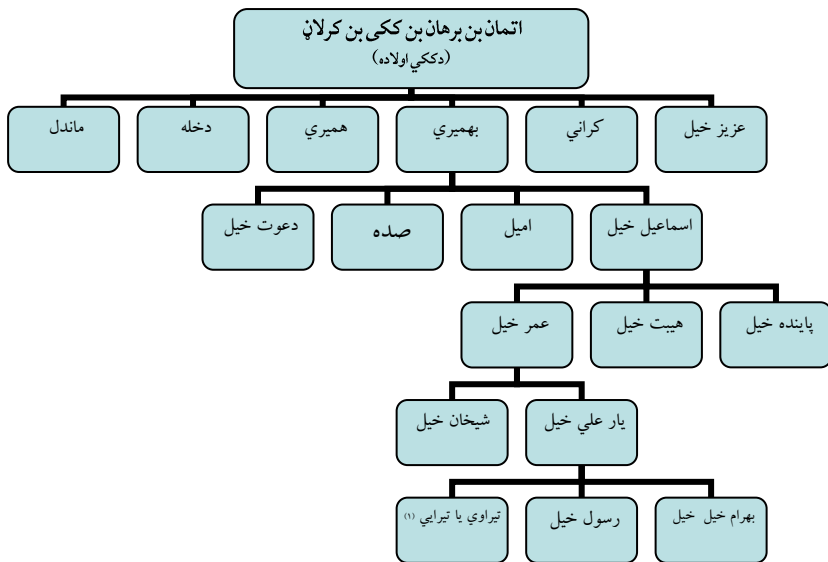 اتمان بن برهان بن ککی بن کرلاڼ
(دککي اولاده)
عزيز خيل
کراني
بهميري
هميري
دخله
ماندل
اسماعيل خيل
اميل
صده
دعوت خيل
پاينده خيل
هيبت خيل
عمر خيل
يار علي خيل
شيخان خيل
بهرام خيل خيل
رسول خيل
تيراوي يا تيرايي (۱)